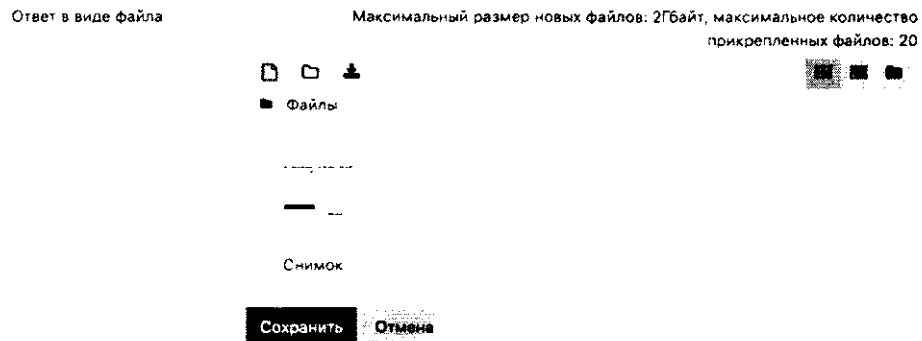 Ответ в виде файла
Максимальный размер новых файлов: 2Гбайт, максимальное количество
прикрепленных файлов: 20
Файлы
Снимок
Сохранить
Отмена